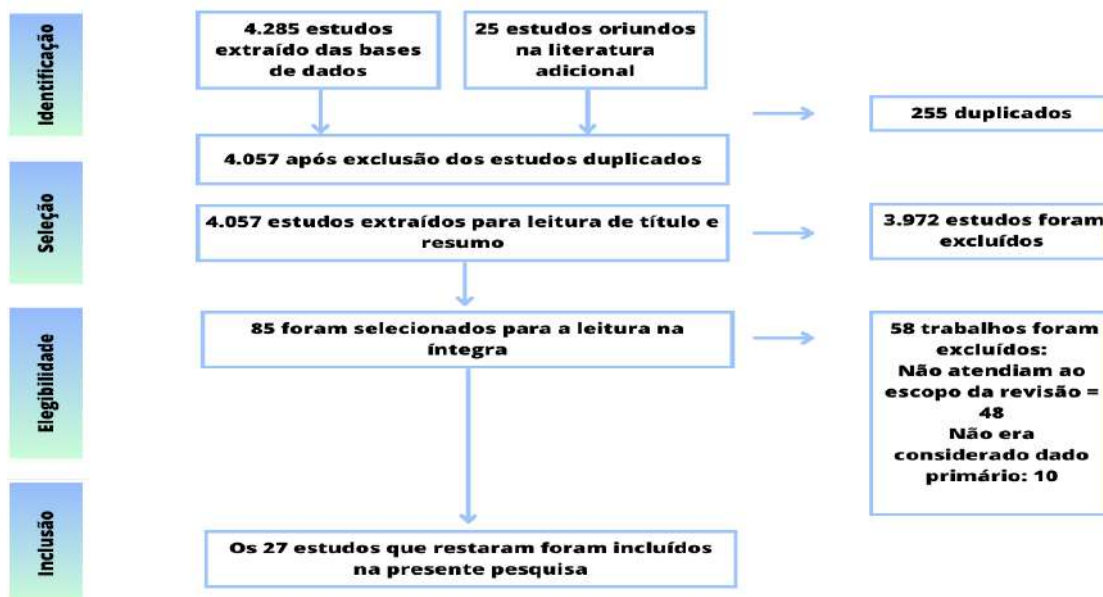 Identificação
4.285 estudos
extraído das bases
de dados
25 estudos oriundos
na literatura
adicional
255 duplicados
4.057 após exclusão dos estudos duplicados
Seleção
4.057 estudos extraídos para leitura de título e
resumo
3.972 estudos foram
excluídos
Elegibilidade
85 foram selecionados para a leitura na
íntegra
58 trabalhos foram
excluídos:
Não atendiam ao
escopo da revisão =
48
Não era
considerado dado
primário: 10
Inclusão
Os 27 estudos que restaram foram incluídos
na presente pesquisa